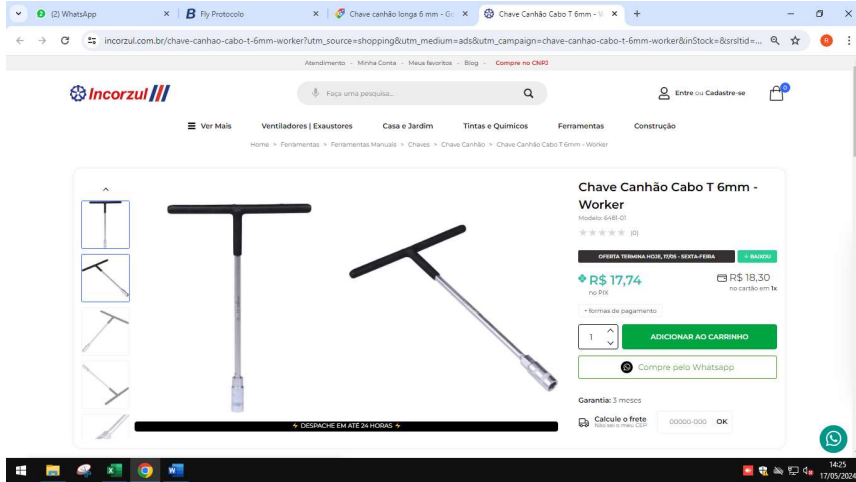 (2) WhatsApp
Fly Protocolo
Chave canhão longa 6 mm - Go
Chave Canhão Cabo T 6mm - W
incorzul.com.br/chave-canhao-cabo-t-6mm-worker?utm_source=shopping&utm_medium=ads&utm_campaign=chave-canhao-cabo-t-6mm-worker&inStock=&srsltid=...
R
Atendimento - Minha Conta - Meus favoritos - Blog - Compre no CNPJ
Incorzul
Faça uma pesquisa...
Entre ou Cadastre-se
0
Ver Mais
Ventiladores | Exaustores
Casa e Jardim
Tintas e Químicos
Ferramentas
Construção
Home > Ferramentas > Ferramentas Manuais > Chaves > Chave Canhão > Chave Canhão Cabo T 6mm - Worker
Chave Canhão Cabo T 6mm -
Worker
Modelo: 6481-01
(0)
OFERTA TERMINA HOJE, 17/05 - SEXTA-FEIRA
BAIXOU
R$ 17,74
no PIX
R$ 18,30
no cartão em 1x
+ formas de pagamento
1
ADICIONAR AO CARRINHO
Compre pelo Whatsapp
Garantia: 3 meses
Calcule o frete
Não sei o meu CEP
00000-000
OK
DESPACHE EM ATÉ 24 HORAS
14:25
17/05/2024